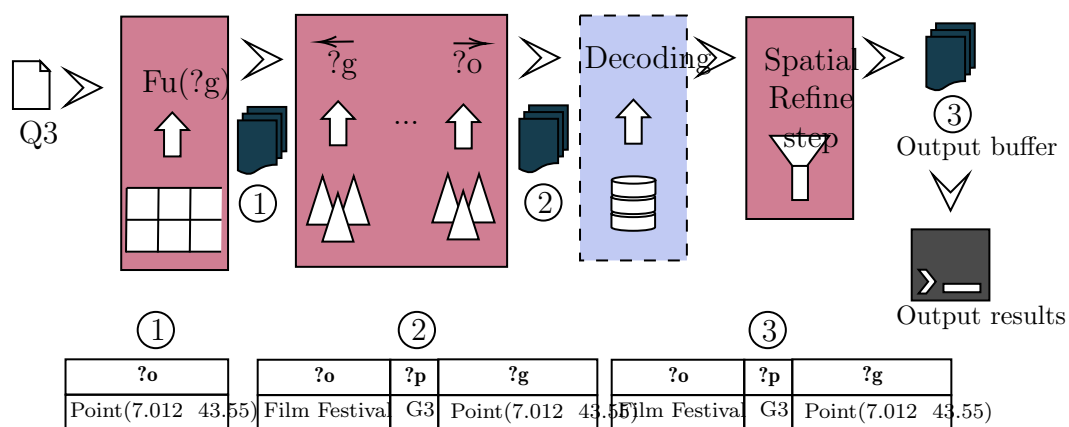 Q3
Fu(?g)
①
?g
...
?o
②
Decoding
Spatial
Refine
step
③
Output buffer
Output results
①
?o
Point(7.012 43.55)
②
?o ?p ?g
Film Festival G3 Point(7.012 43.55)
③
?o ?p ?g
Film Festival G3 Point(7.012 43.55)